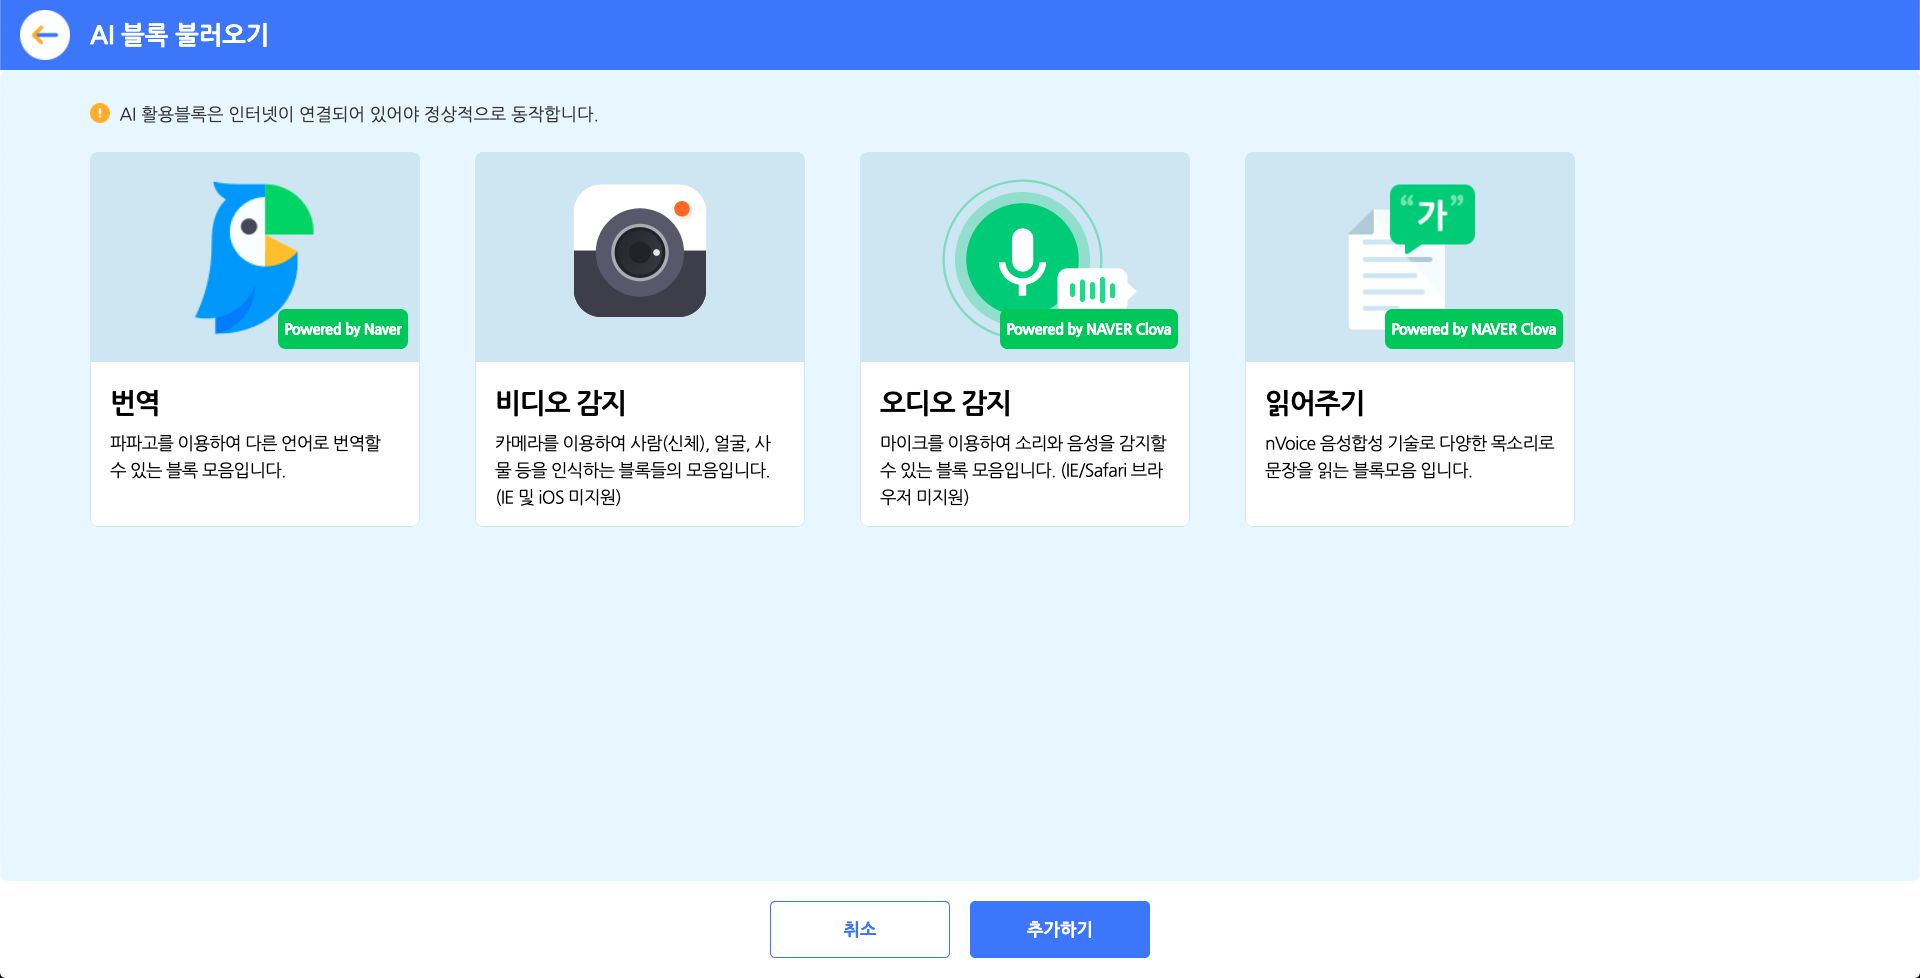 AI 블록 불러오기
AI 활용블록은 인터넷이 연결되어 있어야 정상적으로 동작합니다.
Powered by Naver
번역
파파고를 이용하여 다른 언어로 번역할
수 있는 블록 모음입니다.
비디오 감지
카메라를 이용하여 사람(신체), 얼굴, 사
물 등을 인식하는 블록들의 모음입니다.
(IE 및 iOS 미지원)
Powered by NAVER Clova
오디오 감지
마이크를 이용하여 소리와 음성을 감지할
수 있는 블록 모음입니다. (IE/Safari 브라
우저 미지원)
“가”
Powered by NAVER Clova
읽어주기
nVoice 음성합성 기술로 다양한 목소리로
문장을 읽는 블록모음 입니다.
취소
추가하기